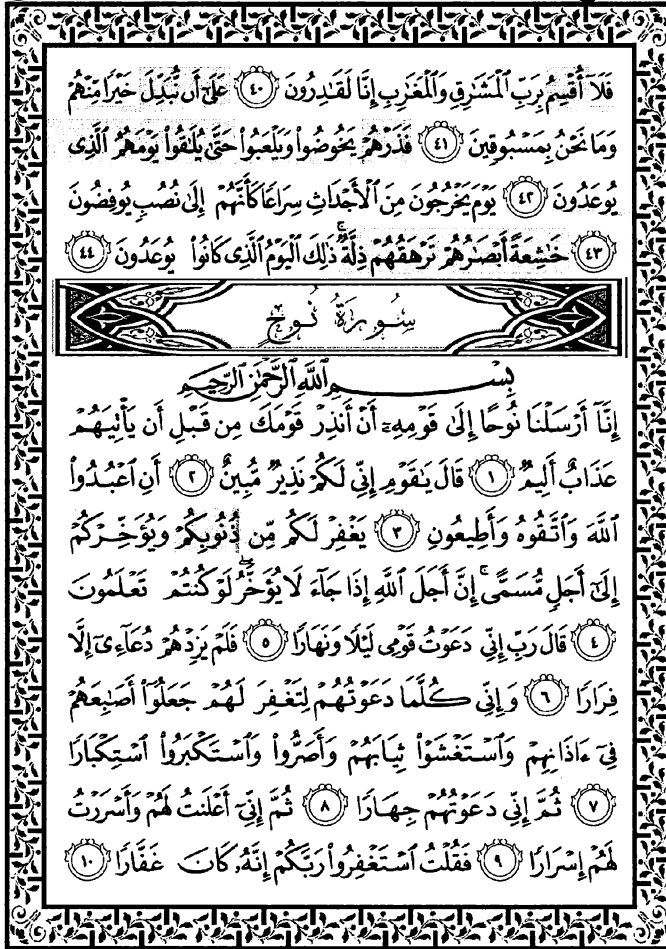 فَلَآ أُقْسِمُ بِرَبِّ ٱلْمَشَٰرِقِ وَٱلْمَغَٰرِبِ إِنَّا لَقَٰدِرُونَ ٤٠ عَلَىٰٓ أَن نُّبَدِّلَ خَيْرًا مِّنْهُمْ
وَمَا نَحْنُ بِمَسْبُوقِينَ ٤١ فَذَرْهُمْ يَخُوضُوا۟ وَيَلْعَبُوا۟ حَتَّىٰ يُلَٰقُوا۟ يَوْمَهُمُ ٱلَّذِى
يُوعَدُونَ ٤٢ يَوْمَ يَخْرُجُونَ مِنَ ٱلْأَجْدَاثِ سِرَاعًا كَأَنَّهُمْ إِلَىٰ نُصُبٍ يُوفِضُونَ
٤٣ خَٰشِعَةً أَبْصَٰرُهُمْ تَرْهَقُهُمْ ذِلَّةٌ ۚ ذَٰلِكَ ٱلْيَوْمُ ٱلَّذِى كَانُوا۟ يُوعَدُونَ ٤٤
سُورَةُ نُوحٍ
بِسْمِ ٱللَّهِ ٱلرَّحْمَٰنِ ٱلرَّحِيمِ
إِنَّآ أَرْسَلْنَا نُوحًا إِلَىٰ قَوْمِهِۦٓ أَنْ أَنذِرْ قَوْمَكَ مِن قَبْلِ أَن يَأْتِيَهُمْ
عَذَابٌ أَلِيمٌ ١ قَالَ يَٰقَوْمِ إِنِّى لَكُمْ نَذِيرٌ مُّبِينٌ ٢ أَنِ ٱعْبُدُوا۟
ٱللَّهَ وَٱتَّقُوهُ وَأَطِيعُونِ ٣ يَغْفِرْ لَكُم مِّن ذُنُوبِكُمْ وَيُؤَخِّرْكُمْ
إِلَىٰٓ أَجَلٍ مُّسَمًّى ۚ إِنَّ أَجَلَ ٱللَّهِ إِذَا جَآءَ لَا يُؤَخَّرُ ۖ لَوْ كُنتُمْ تَعْلَمُونَ
٤ قَالَ رَبِّ إِنِّى دَعَوْتُ قَوْمِى لَيْلًا وَنَهَارًا ٥ فَلَمْ يَزِدْهُمْ دُعَآءِىٓ إِلَّا
فِرَارًا ٦ وَإِنِّى كُلَّمَا دَعَوْتُهُمْ لِتَغْفِرَ لَهُمْ جَعَلُوٓا۟ أَصَٰبِعَهُمْ
فِىٓ ءَاذَانِهِمْ وَٱسْتَغْشَوْا۟ ثِيَابَهُمْ وَأَصَرُّوا۟ وَٱسْتَكْبَرُوا۟ ٱسْتِكْبَارًا
٧ ثُمَّ إِنِّى دَعَوْتُهُمْ جِهَارًا ٨ ثُمَّ إِنِّىٓ أَعْلَنتُ لَهُمْ وَأَسْرَرْتُ
لَهُمْ إِسْرَارًا ٩ فَقُلْتُ ٱسْتَغْفِرُوا۟ رَبَّكُمْ إِنَّهُۥ كَانَ غَفَّارًا ١٠